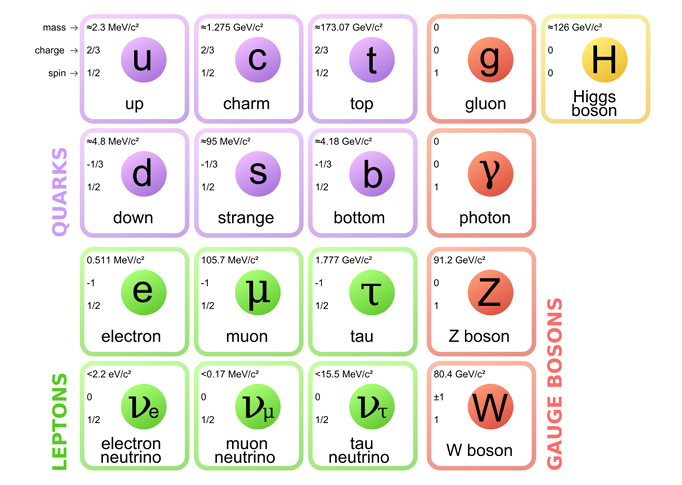 mass → ≈2.3 MeV/c² ≈1.275 GeV/c² ≈173.07 GeV/c² 0 ≈126 GeV/c²
charge → 2/3 2/3 2/3 0 0
spin → 1/2 1/2 1/2 1 0
u c t g H
up charm top gluon Higgs
boson
QUARKS
≈4.8 MeV/c² ≈95 MeV/c² ≈4.18 GeV/c² 0
-1/3 -1/3 -1/3 0
1/2 1/2 1/2 1
d s b γ
down strange bottom photon
0.511 MeV/c² 105.7 MeV/c² 1.777 GeV/c² 91.2 GeV/c²
-1 -1 -1 0
1/2 1/2 1/2 1
e μ τ Z
electron muon tau Z boson
GAUGE BOSONS
LEPTONS
<2.2 eV/c² <0.17 MeV/c² <15.5 MeV/c² 80.4 GeV/c²
0 0 0 ±1
1/2 1/2 1/2 1
νe νμ ντ W
electron muon tau W boson
neutrino neutrino neutrino